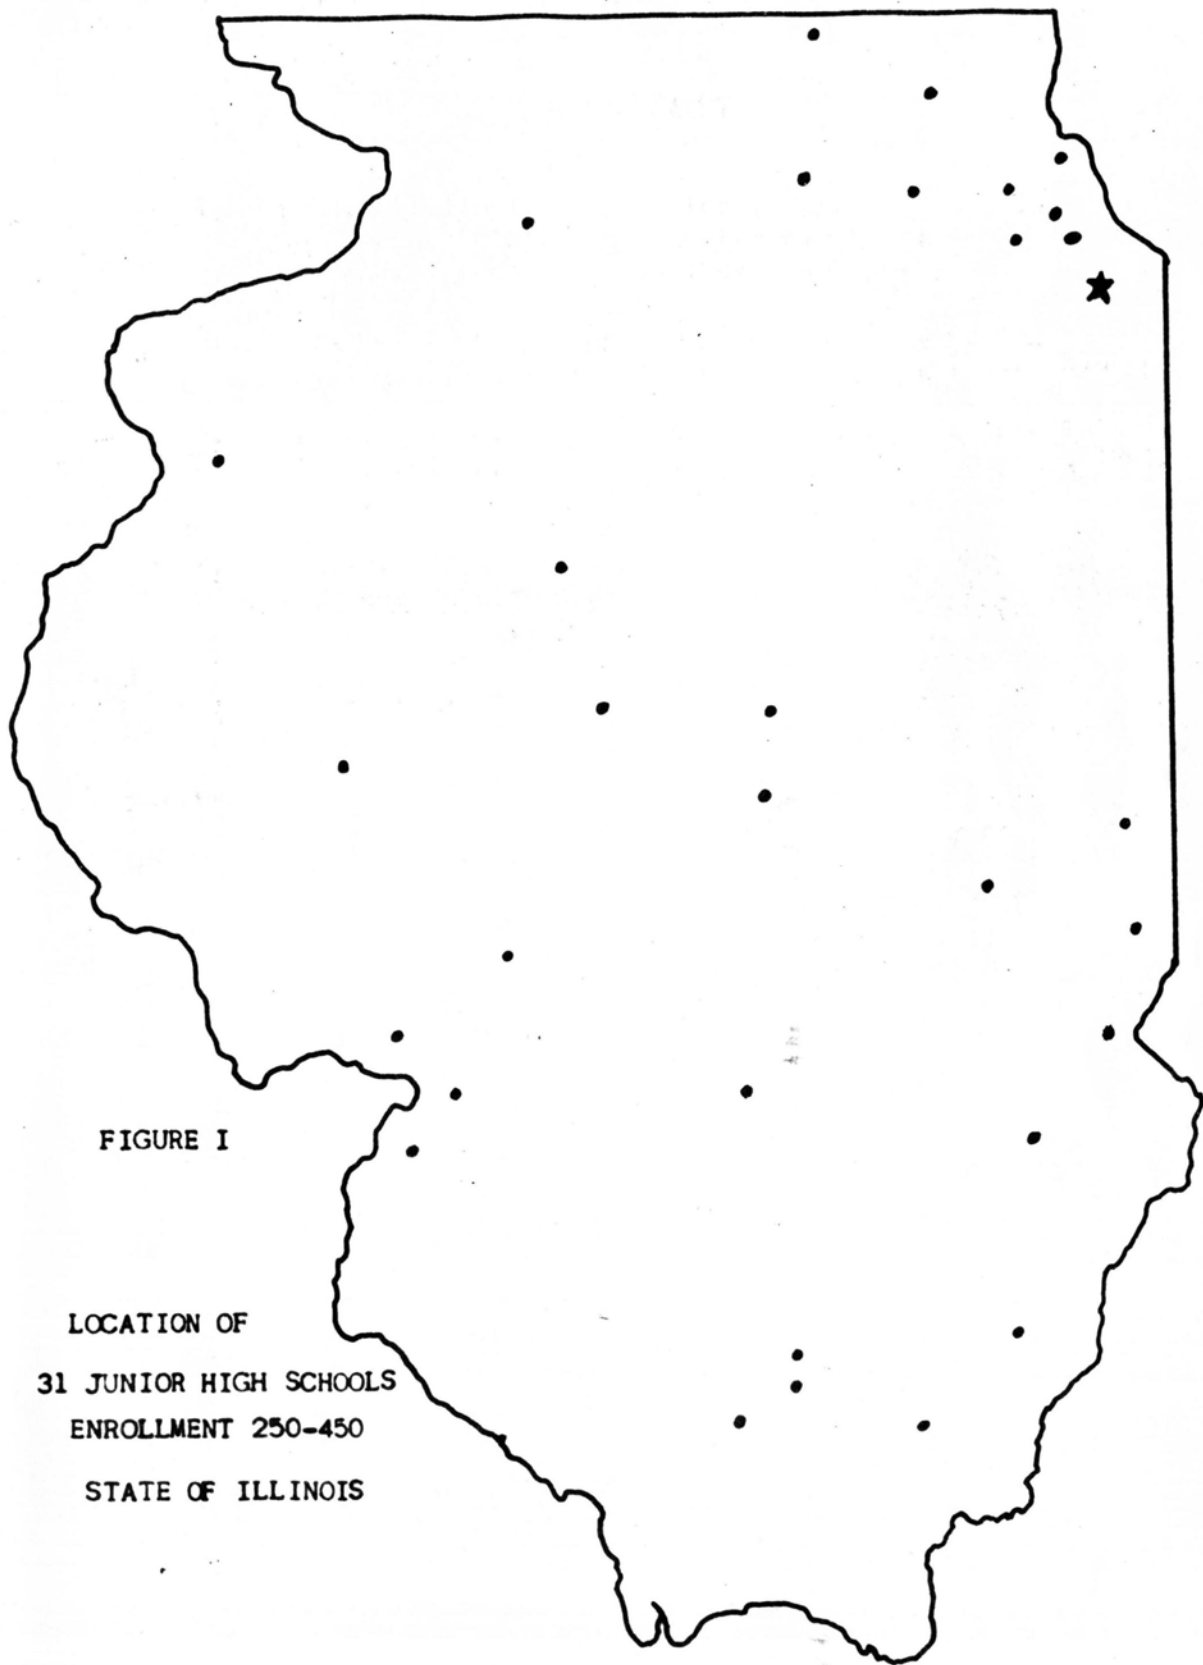 FIGURE I
LOCATION OF
31 JUNIOR HIGH SCHOOLS
ENROLLMENT 250-450
STATE OF ILLINOIS